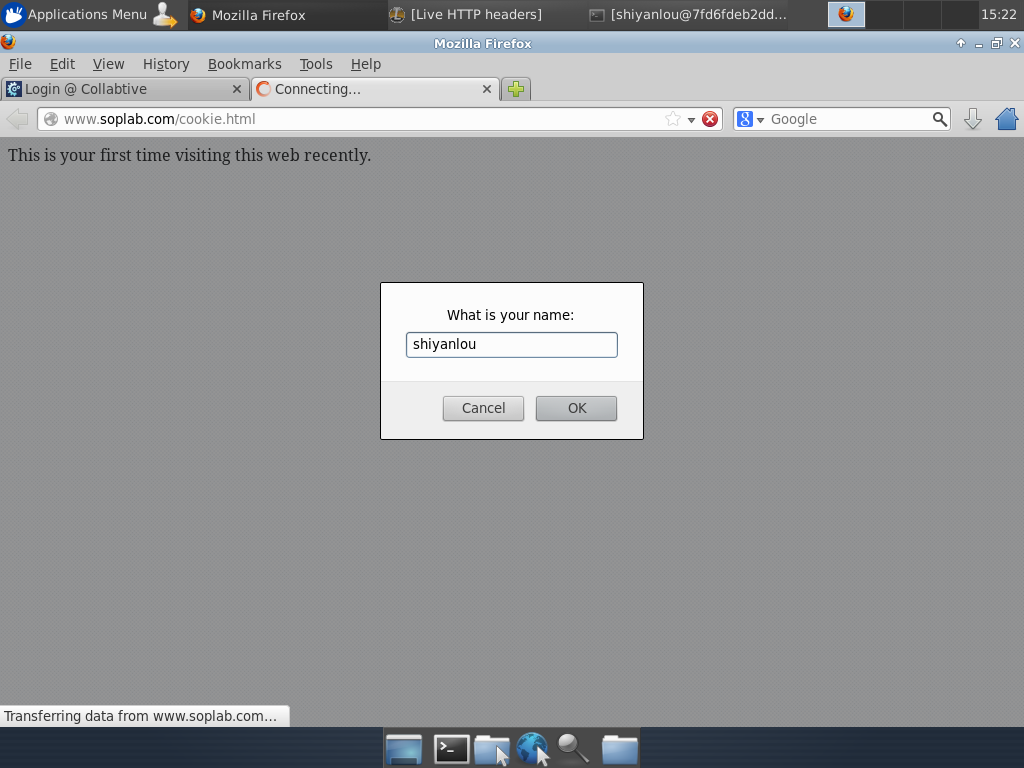 Applications Menu
Mozilla Firefox
[Live HTTP headers]
[shiyanlou@7fd6fdeb2dd...
15:22
Mozilla Firefox
File Edit View History Bookmarks Tools Help
Login @ Collabtive
Connecting...
www.soplab.com/cookie.html
8
Google
This is your first time visiting this web recently.
What is your name:
shiyanlou
Cancel
OK
Transferring data from www.soplab.com...
>_